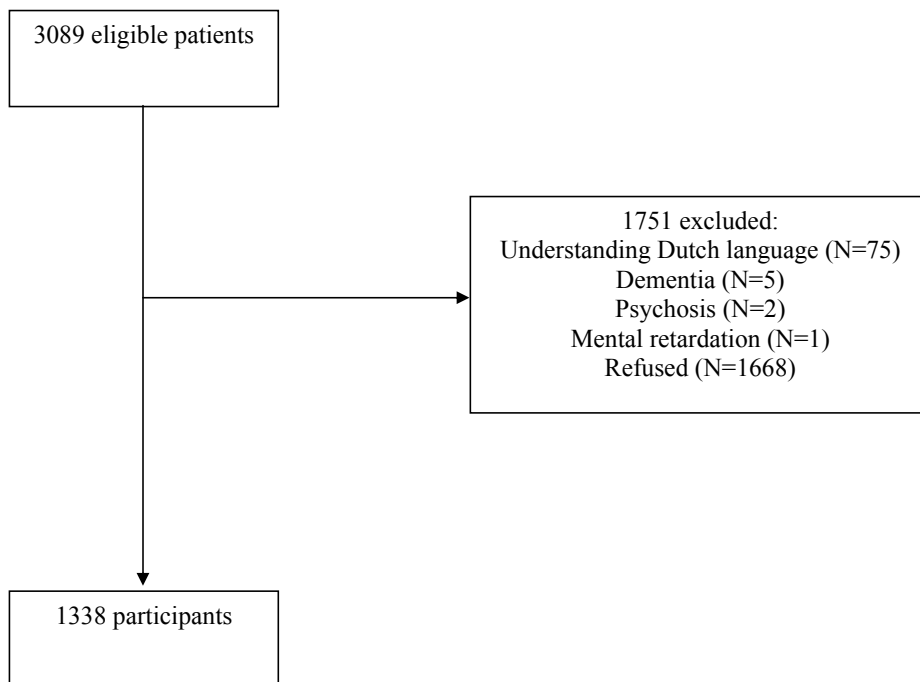 3089 eligible patients
1751 excluded:
Understanding Dutch language (N=75)
Dementia (N=5)
Psychosis (N=2)
Mental retardation (N=1)
Refused (N=1668)
1338 participants